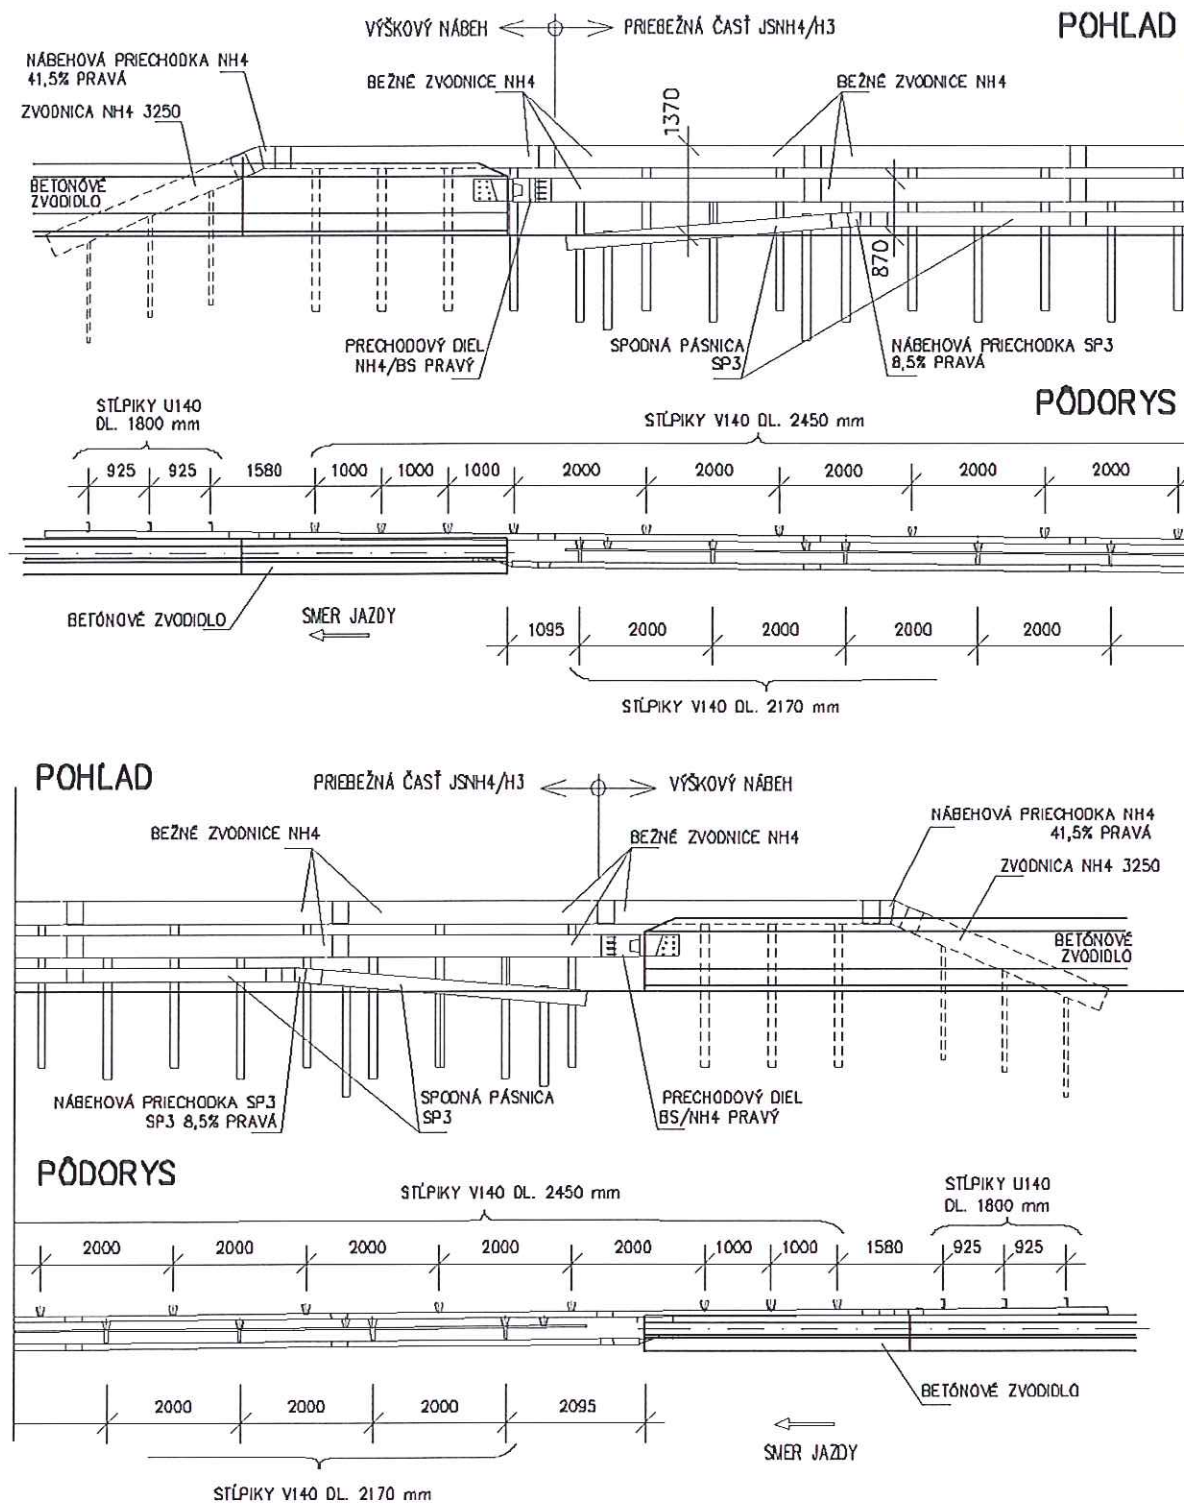 VÝŠKOVÝ NÁBEH
PRIEBEŽNÁ ČASŤ JSNH4/H3
POHĽAD
NÁBEHOVÁ PRIECHODKA NH4
41,5% PRAVÁ
BEŽNÉ ZVODNICE NH4
BEŽNÉ ZVODNICE NH4
ZVODNICA NH4 3250
1370
BETÓNOVÉ
ZVODIDLO
870
PRECHODOVÝ DIEL
NH4/BS PRAVÝ
SPODNÁ PÁSNICA
SP3
NÁBEHOVÁ PRIECHODKA SP3
8,5% PRAVÁ
PÔDORYS
STĹPIKY U140
DL. 1800 mm
STĹPIKY V140 DL. 2450 mm
925 925 1580 1000 1000 1000 2000 2000 2000 2000 2000
BETÓNOVÉ ZVODIDLO
SMER JAZDY
1095 2000 2000 2000 2000
STĹPIKY V140 DL. 2170 mm
POHĽAD
PRIEBEŽNÁ ČASŤ JSNH4/H3
VÝŠKOVÝ NÁBEH
BEŽNÉ ZVODNICE NH4
BEŽNÉ ZVODNICE NH4
NÁBEHOVÁ PRIECHODKA NH4
41,5% PRAVÁ
ZVODNICA NH4 3250
BETÓNOVÉ
ZVODIDLO
NÁBEHOVÁ PRIECHODKA SP3
SP3 8,5% PRAVÁ
SPODNÁ PÁSNICA
SP3
PRECHODOVÝ DIEL
BS/NH4 PRAVÝ
PÔDORYS
STĹPIKY V140 DL. 2450 mm
STĹPIKY U140
DL. 1800 mm
2000 2000 2000 2000 2000 1000 1000 1580 925 925
BETÓNOVÉ ZVODIDLO
2000 2000 2000 2095
SMER JAZDY
STĹPIKY V140 DL. 2170 mm